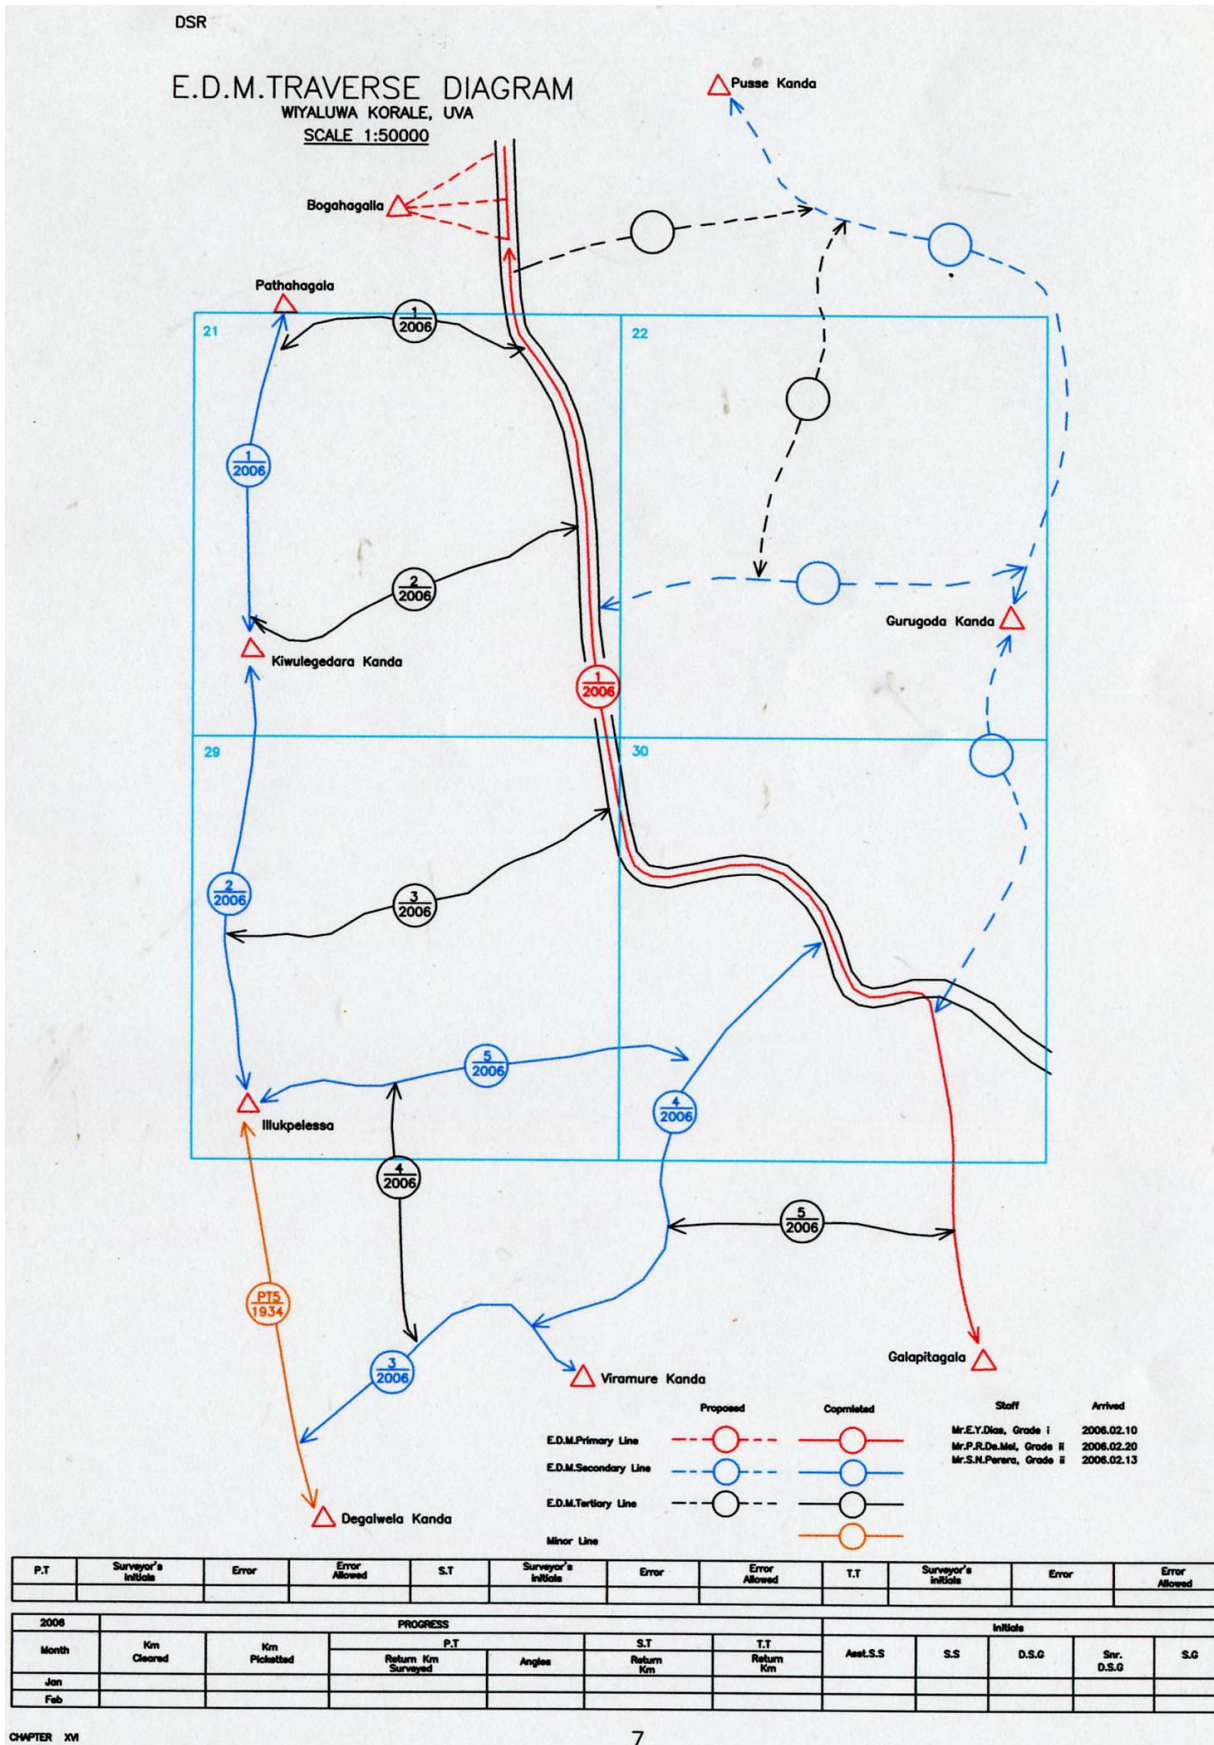 DSR
E.D.M.TRAVERSE DIAGRAM
WIYALUWA KORALE, UVA
SCALE 1:50000
Pusse Kanda
Bogahagalla
Pathahagala
21
1
2006
22
1
2006
2
2006
Gurugoda Kanda
Kiwulegedara Kanda
1
2006
29
30
2
2006
3
2006
5
2006
4
2006
Illukpelessa
4
2006
5
2006
PT5
1934
3
2006
Viramure Kanda
Galapitagala
Degalwela Kanda
Proposed Copmleted
E.D.M.Primary Line
E.D.M.Secondary Line
E.D.M.Tertiary Line
Minor Line
Staff Arrived
Mr.E.Y.Dias, Grade i 2006.02.10
Mr.P.R.De.Mel, Grade ii 2006.02.20
Mr.S.N.Perera, Grade ii 2006.02.13
P.T Surveyor's Initials Error Error Allowed S.T Surveyor's Initials Error Error Allowed T.T Surveyor's Initials Error Error Allowed
2006 PROGRESS Initials
Month Km Cleared Km Picketted P.T S.T T.T Asst.S.S S.S D.S.G Snr. D.S.G S.G
Return Km Surveyed Angles Return Km Return Km
Jan
Feb
CHAPTER XVI
7